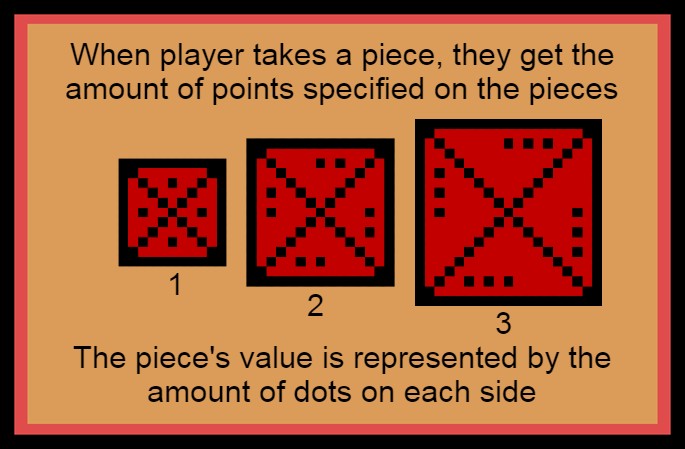 When player takes a piece, they get the
amount of points specified on the pieces
1
2
3
The piece's value is represented by the
amount of dots on each side